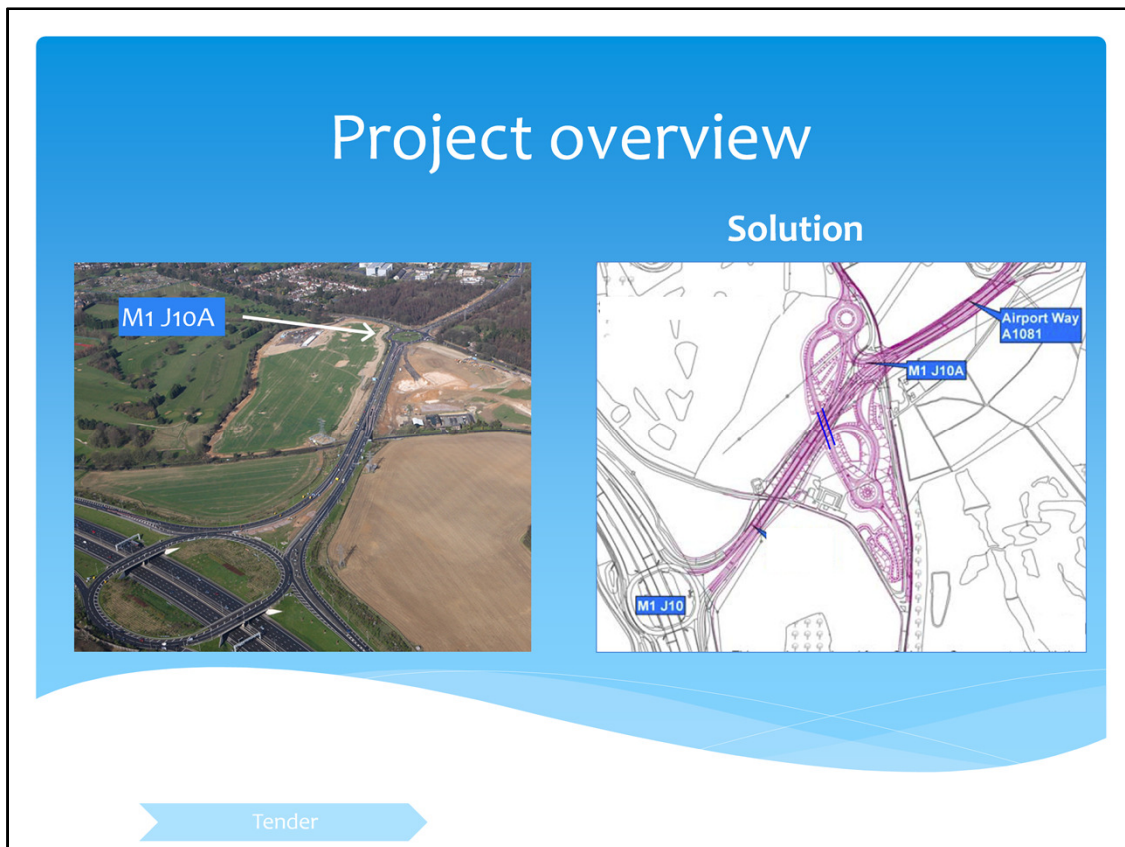 Project overview
Solution
M1 J10A
Airport Way
A1081
M1 J10A
M1 J10
Tender